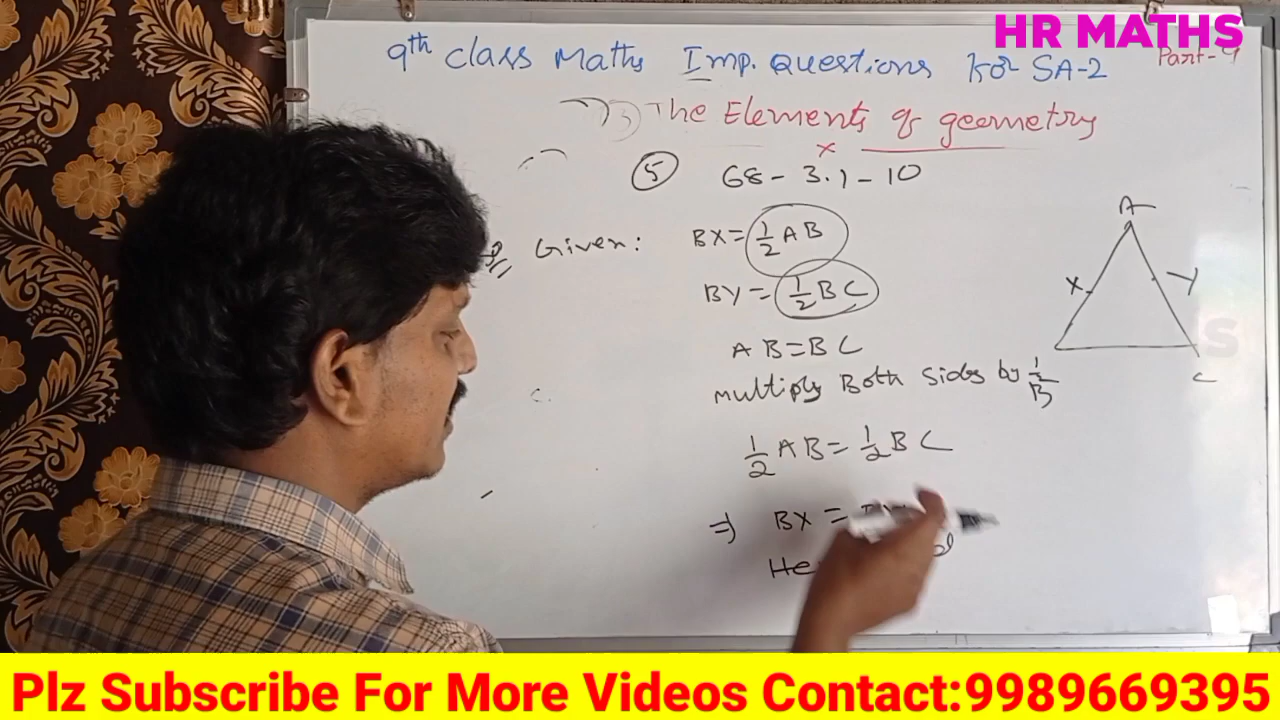 HR MATHS
9th class Maths Imp. Questions for SA-2
Part-4
3) The Elements of geometry
5 68 - 3.1 - 10
Given: BX = 1/2 AB
BY = 1/2 BC
AB = BC
multiply Both Sides by 1/2
1/2 AB = 1/2 BC
⇒ BX =
A
X
Y
B
C
Plz Subscribe For More Videos Contact:9989669395